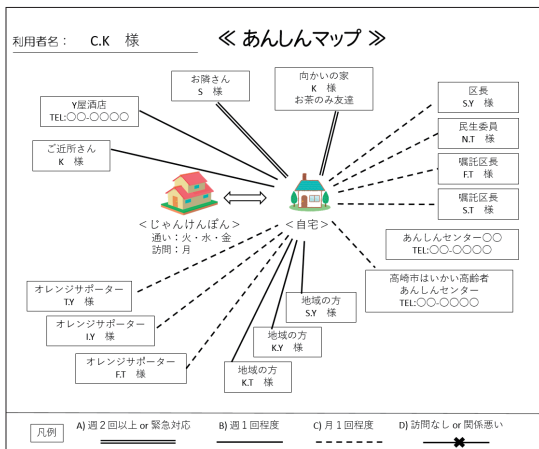 利用者名： C.K 様
≪ あんしんマップ ≫
お隣さん
S 様
向かいの家
K 様
お茶のみ友達
Y屋酒店
TEL:〇〇-〇〇〇〇
ご近所さん
K 様
区長
S.Y 様
民生委員
N.T 様
嘱託区長
F.T 様
嘱託区長
S.T 様
＜じゃんけんぽん＞
通い：火・水・金
訪問：月
＜自宅＞
あんしんセンター〇〇
TEL:〇〇-〇〇〇〇
高崎市はいかい高齢者
あんしんセンター
TEL:〇〇-〇〇〇〇
オレンジサポーター
T.Y 様
オレンジサポーター
I.Y 様
オレンジサポーター
F.T 様
地域の方
S.Y 様
地域の方
K.Y 様
地域の方
K.T 様
凡例
A) 週２回以上 or 緊急対応
B) 週１回程度
C) 月１回程度
D) 訪問なし or 関係悪い